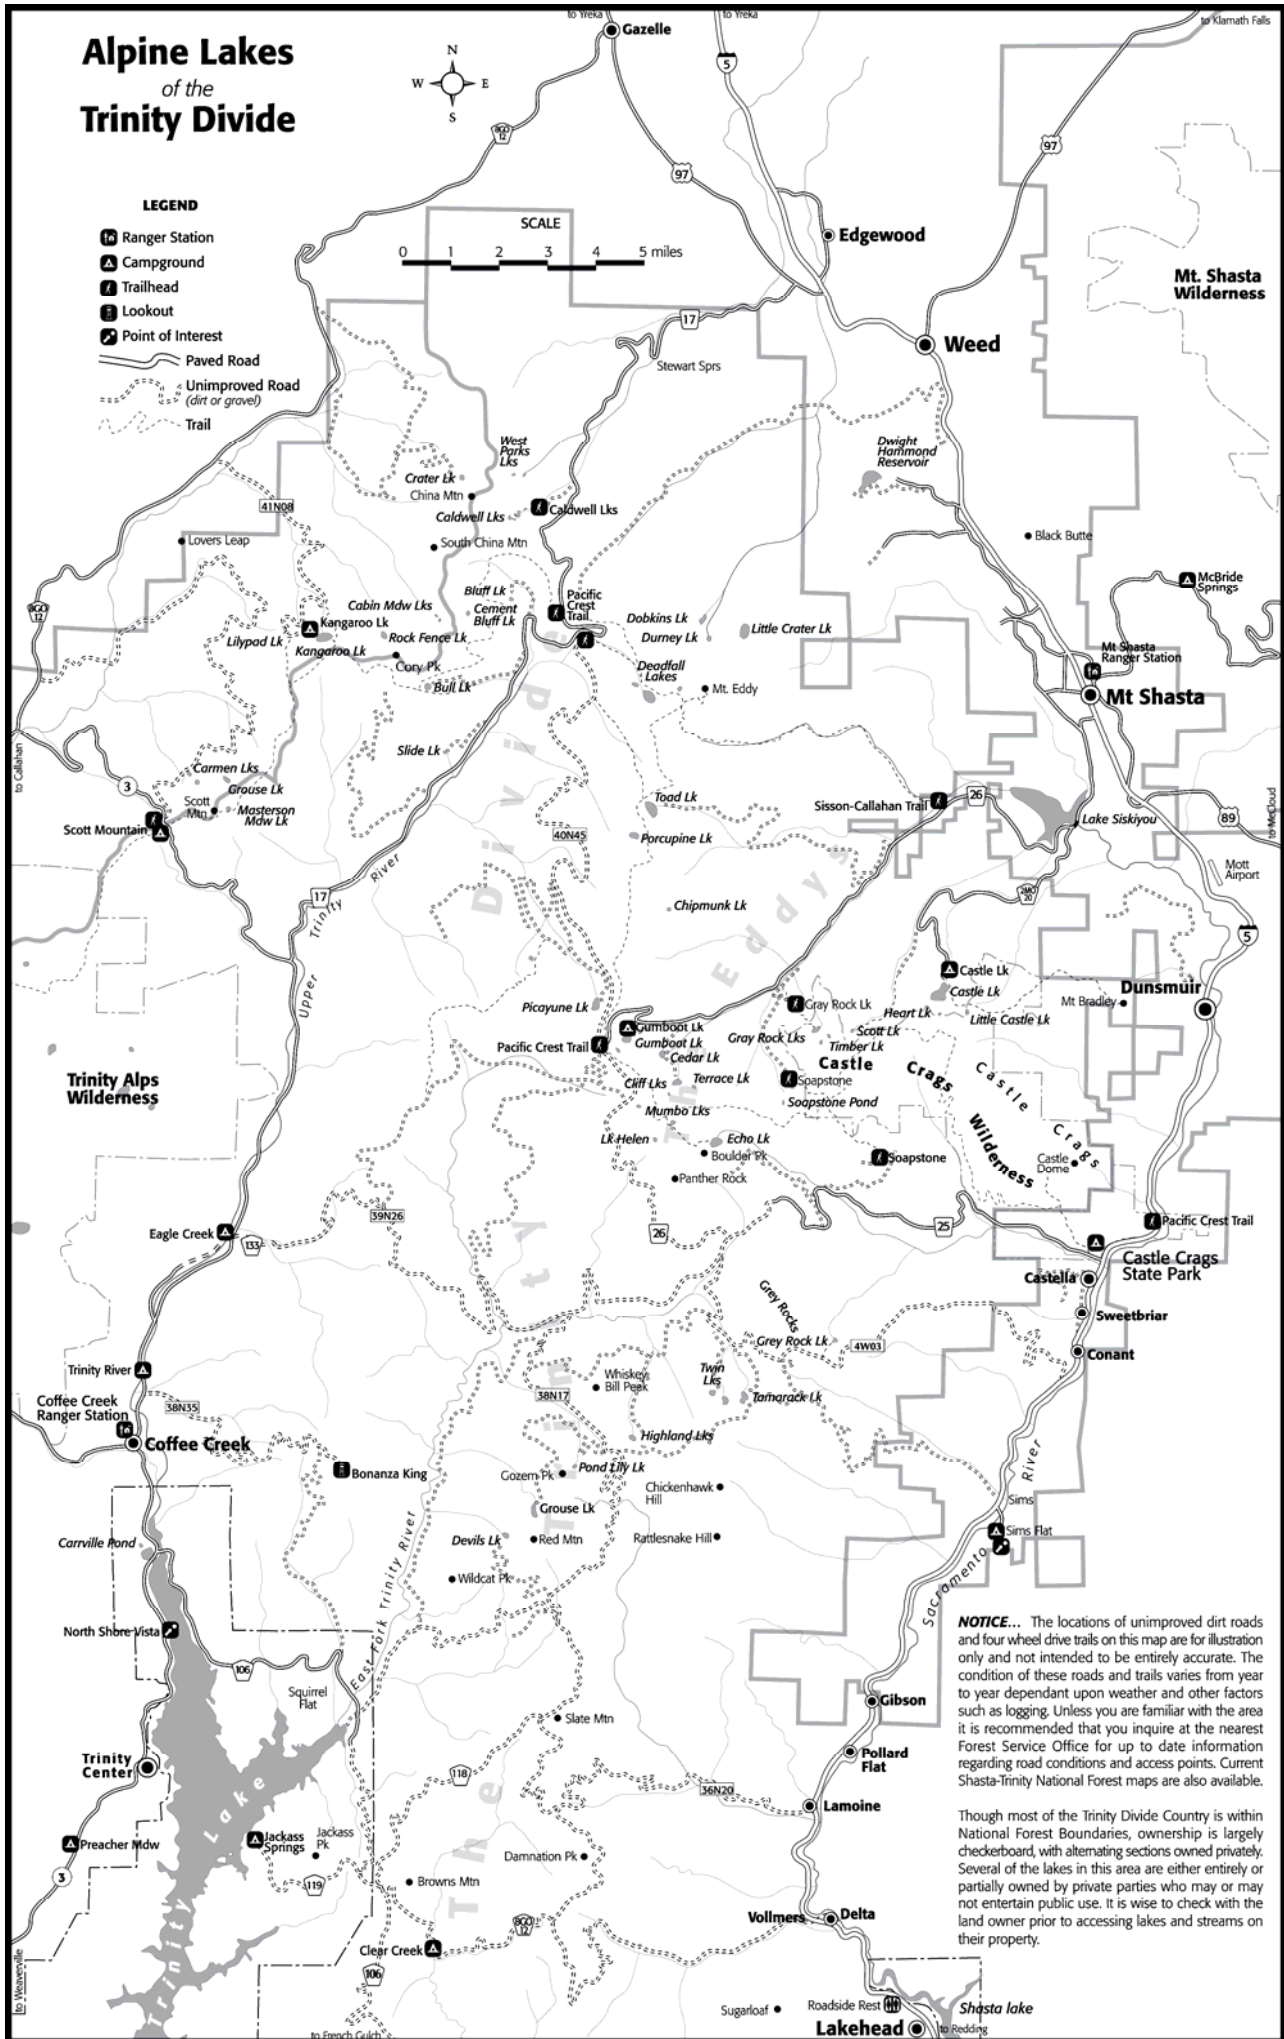 to Yreka
to Yreka
to Klamath Falls
Gazelle
Alpine Lakes
of the
Trinity Divide
N
W
E
S
5
97
97
LEGEND
Ranger Station
Campground
Trailhead
Lookout
Point of Interest
Paved Road
Unimproved Road
(dirt or gravel)
Trail
SCALE
0 1 2 3 4 5 miles
Edgewood
Mt. Shasta
Wilderness
17
Weed
Stewart Sprs
West
Parks
Lks
Dwight
Hammond
Reservoir
Crater Lk
China Mtn
41N08
Caldwell Lks
Caldwell Lks
Lovers Leap
South China Mtn
Black Butte
McBride
Springs
Bluff Lk
Pacific
Crest
Trail
Cabin Mdw Lks
Cement
Bluff Lk
Kangaroo Lk
Dobkins Lk
Little Crater Lk
Lilypad Lk
Rock Fence Lk
Durney Lk
Kangaroo Lk
Mt Shasta
Ranger Station
Cory Pk
Deadfall
Lakes
Bull Lk
Mt. Eddy
Mt Shasta
to Callahan
Slide Lk
Carmen Lks
3
Grouse Lk
Scott
Mtn
Masterson
Mdw Lk
Scott Mountain
Toad Lk
Sisson-Callahan Trail
26
Lake Siskiyou
89
to McCloud
40N45
Porcupine Lk
Mott
Airport
17
Upper Trinity River
Chipmunk Lk
The Eddys
5
Castle Lk
Castle Lk
Dunsmuir
Mt Bradley
Picayune Lk
Gray Rock Lk
Heart Lk
Little Castle Lk
Gumboot Lk
Gumboot Lk
Pacific Crest Trail
Gray Rock Lks
Scott Lk
Timber Lk
Cedar Lk
Castle
Crags
Wilderness
Castle Crags
Trinity Alps
Wilderness
Cliff Lks
Terrace Lk
Soapstone
Soapstone Pond
Mumbo Lks
Lk Helen
Echo Lk
Boulder Pk
Soapstone
Castle
Dome
Panther Rock
39N26
Eagle Creek
133
26
25
Pacific Crest Trail
Castle Crags
State Park
Castella
Grey Rocks
Sweetbriar
Grey Rock Lk
4W03
Conant
Trinity River
Whiskey
Bill Peak
Twin
Lks
38N17
Tamarack Lk
Coffee Creek
Ranger Station
38N35
Coffee Creek
Highland Lks
Bonanza King
Gozem Pk
Pond Lily Lk
Chickenhawk
Hill
Sims
Grouse Lk
Sims Flat
Carrville Pond
Devils Lk
Red Mtn
Rattlesnake Hill
Wildcat Pk
Sacramento River
North Shore Vista
106
East Fork Trinity River
Squirrel
Flat
Gibson
Slate Mtn
Trinity
Center
Pollard
Flat
118
36N20
Lamoine
Trinity Lake
Jackass
Springs
Jackass
Pk
Preacher Mdw
Damnation Pk
3
119
Browns Mtn
The Trinity Divide
Vollmers
Delta
Clear Creek
106
to Weaverville
to French Gulch
Sugarloaf
Roadside Rest
Shasta lake
Lakehead
to Redding
NOTICE... The locations of unimproved dirt roads
and four wheel drive trails on this map are for illustration
only and not intended to be entirely accurate. The
condition of these roads and trails varies from year
to year dependant upon weather and other factors
such as logging. Unless you are familiar with the area
it is recommended that you inquire at the nearest
Forest Service Office for up to date information
regarding road conditions and access points. Current
Shasta-Trinity National Forest maps are also available.
Though most of the Trinity Divide Country is within
National Forest Boundaries, ownership is largely
checkerboard, with alternating sections owned privately.
Several of the lakes in this area are either entirely or
partially owned by private parties who may or may
not entertain public use. It is wise to check with the
land owner prior to accessing lakes and streams on
their property.